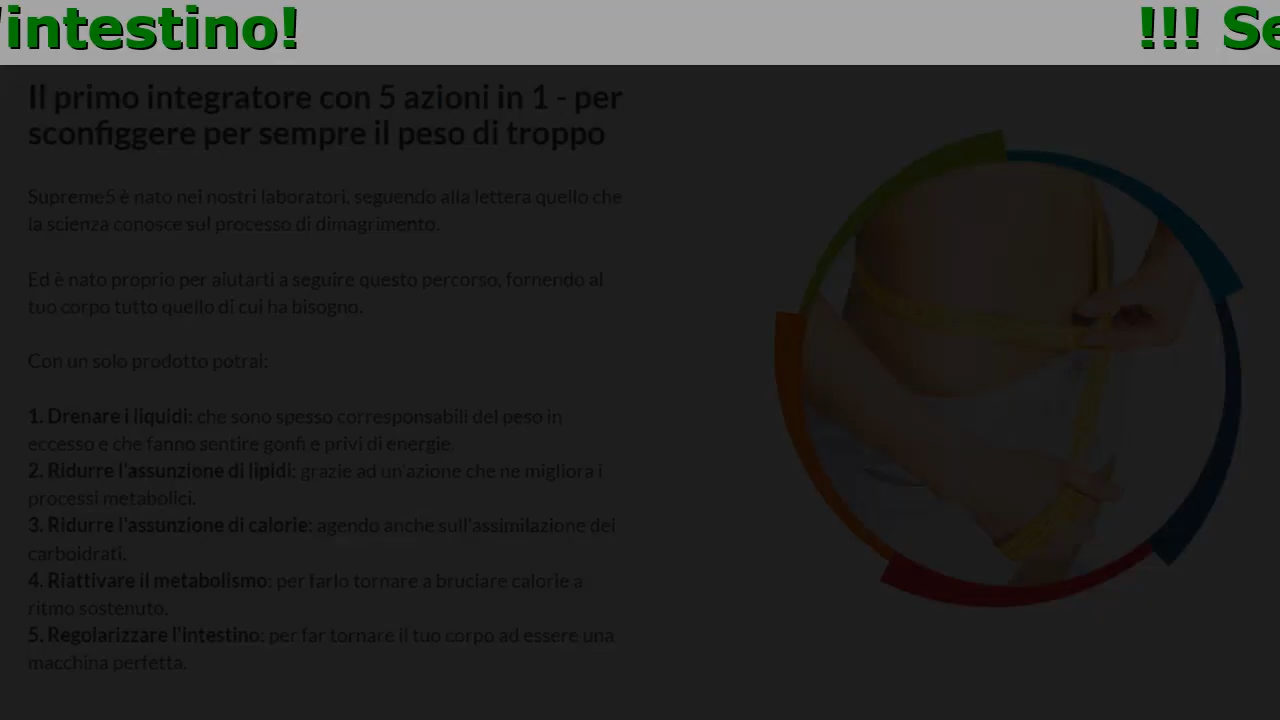 'intestino!
!!! Se
Il primo integratore con 5 azioni in 1 - per
sconfiggere per sempre il peso di troppo
Supreme5 è nato nei nostri laboratori, seguendo alla lettera quello che
la scienza conosce sul processo di dimagrimento.
Ed è nato proprio per aiutarti a seguire questo percorso, fornendo al
tuo corpo tutto quello di cui ha bisogno.
Con un solo prodotto potrai:
1. Drenare i liquidi: che sono spesso corresponsabili del peso in
eccesso e che fanno sentire gonfi e privi di energie.
2. Ridurre l'assunzione di lipidi: grazie ad un'azione che ne migliora i
processi metabolici.
3. Ridurre l'assunzione di calorie: agendo anche sull'assimilazione dei
carboidrati.
4. Riattivare il metabolismo: per farlo tornare a bruciare calorie a
ritmo sostenuto.
5. Regolarizzare l'intestino: per far tornare il tuo corpo ad essere una
macchina perfetta.